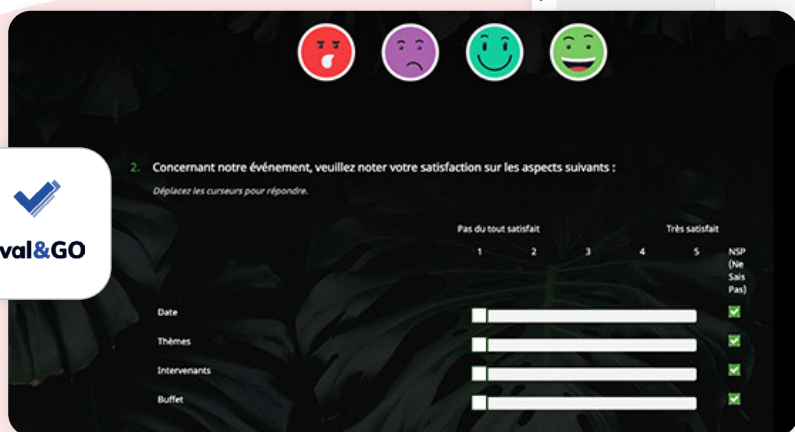 2. Concernant notre événement, veuillez noter votre satisfaction sur les aspects suivants :
Déplacez les curseurs pour répondre.
val&GO
Pas du tout satisfait Très satisfait
1 2 3 4 5 NSP
(Ne
Sais
Pas)
Date
Thèmes
Intervenants
Buffet